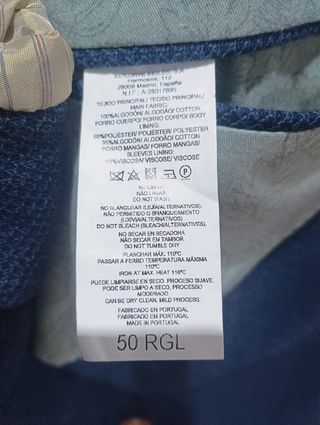 EL CORTE INGLES S.A.
Hermosilla, 112
28009 Madrid, España
N.I.F.: A-28017895
TEJIDO PRINCIPAL/ TECIDO PRINCIPAL/
MAIN FABRIC:
100%ALGODÓN/ ALGODÃO/ COTTON
FORRO CUERPO/ FORRO CORPO/ BODY
LINING:
65%POLIÉSTER/ POLIÉSTER/ POLYESTER
35%ALGODÓN/ ALGODÃO/ COTTON
FORRO MANGAS/ FORRO MANGAS/
SLEEVES LINING:
100%VISCOSA/ VISCOSE/ VISCOSE
P
NO LAVAR
NÃO LAVAR
DO NOT WASH
NO BLANQUEAR (LEJÍA/ALTERNATIVOS).
NÃO PERMITIDO O BRANQUEAMENTO
(LIXÍVIA/ALTERNATIVOS)
DO NOT BLEACH (BLEACH/ALTERNATIVES)
NO SECAR EN SECADORA
NÃO SECAR EM TAMBOR
DO NOT TUMBLE DRY
PLANCHAR MÁX. 110ºC
PASSAR A FERRO TEMPERATURA MÁXIMA
110ºC
IRON AT MAX. HEAT 110ºC
PUEDE LIMPIARSE EN SECO. PROCESO SUAVE.
PODE SER LIMPO A SECO, PROCESSO
MODERADO.
CAN BE DRY CLEAN, MILD PROCESS.
FABRICADO EN PORTUGAL
FABRICADO EM PORTUGAL
MADE IN PORTUGAL
50 RGL